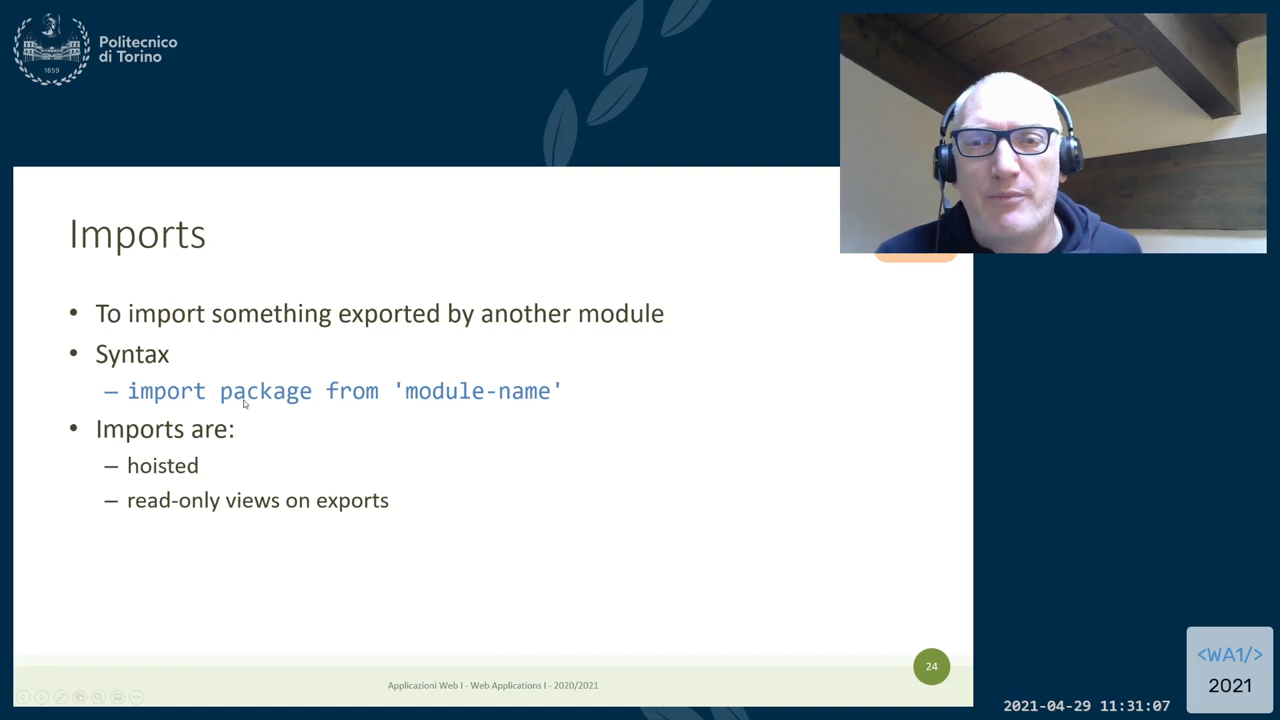 Politecnico
di Torino
1859
Imports
• To import something exported by another module
• Syntax
– import package from 'module-name'
• Imports are:
– hoisted
– read-only views on exports
24
Applicazioni Web I - Web Applications I - 2020/2021
<WA1/>
2021
2021-04-29 11:31:07